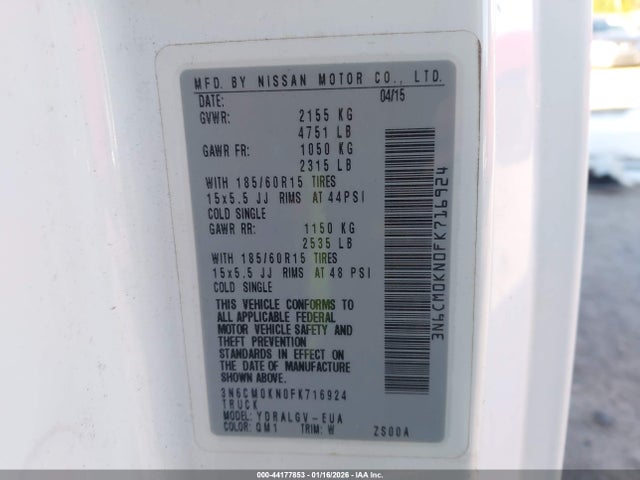 MFD. BY NISSAN MOTOR CO., LTD.
DATE: 04/15
GVWR: 2155 KG
4751 LB
GAWR FR: 1050 KG
2315 LB
WITH 185/60R15 TIRES
15x5.5 JJ RIMS AT 44PSI
COLD SINGLE
GAWR RR: 1150 KG
2535 LB
WITH 185/60R15 TIRES
15x5.5 JJ RIMS AT 48 PSI
COLD SINGLE
THIS VEHICLE CONFORMS TO
ALL APPLICABLE FEDERAL
MOTOR VEHICLE SAFETY AND
THEFT PREVENTION
STANDARDS IN EFFECT ON
THE DATE OF MANUFACTURE
SHOWN ABOVE.
3N6CM0KN0FK716924
TRUCK
MODEL: YDRALGV-EUA
COLOR: QM1 TRIM: W ZS00A
3N6CM0KN0FK716924
000-44177853 | 01/16/2026 - IAA